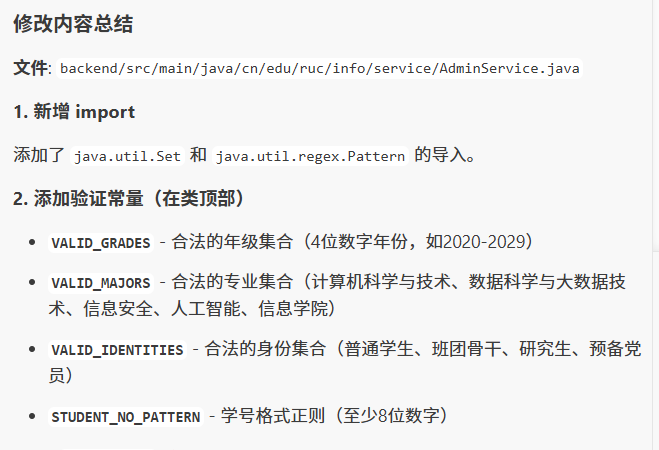 修改内容总结
文件: backend/src/main/java/cn/edu/ruc/info/service/AdminService.java
1. 新增 import
添加了 java.util.Set 和 java.util.regex.Pattern 的导入。
2. 添加验证常量（在类顶部）
• VALID_GRADES - 合法的年级集合（4位数字年份，如2020-2029）
• VALID_MAJORS - 合法的专业集合（计算机科学与技术、数据科学与大数据技
术、信息安全、人工智能、信息学院）
• VALID_IDENTITIES - 合法的身份集合（普通学生、班团骨干、研究生、预备党
员）
• STUDENT_NO_PATTERN - 学号格式正则（至少8位数字）